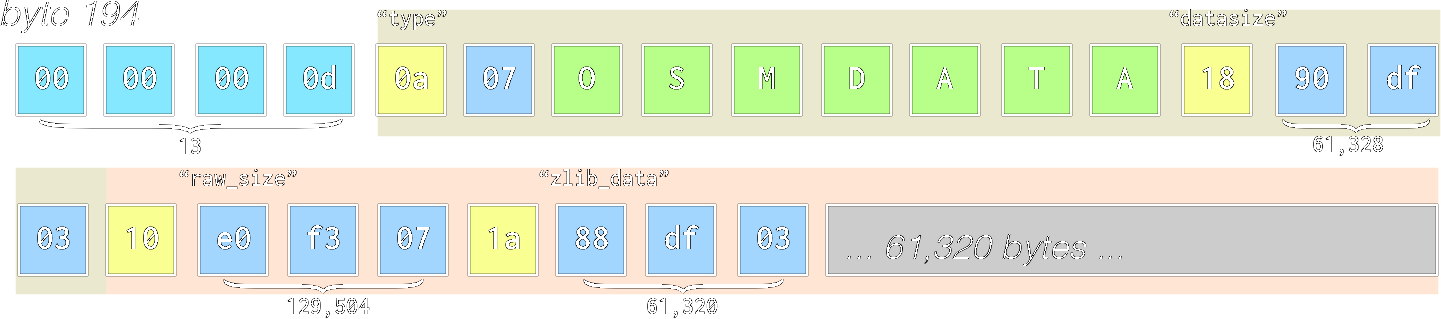 byto 194
“type” “datasize”
00 00 00 0d 0a 07 O S M D A T A 18 90 df
13 61,328
“raw_size” “zlib_data”
03 10 e0 f3 07 1a 88 df 03 ... 61,320 bytes ...
129,504 61,320